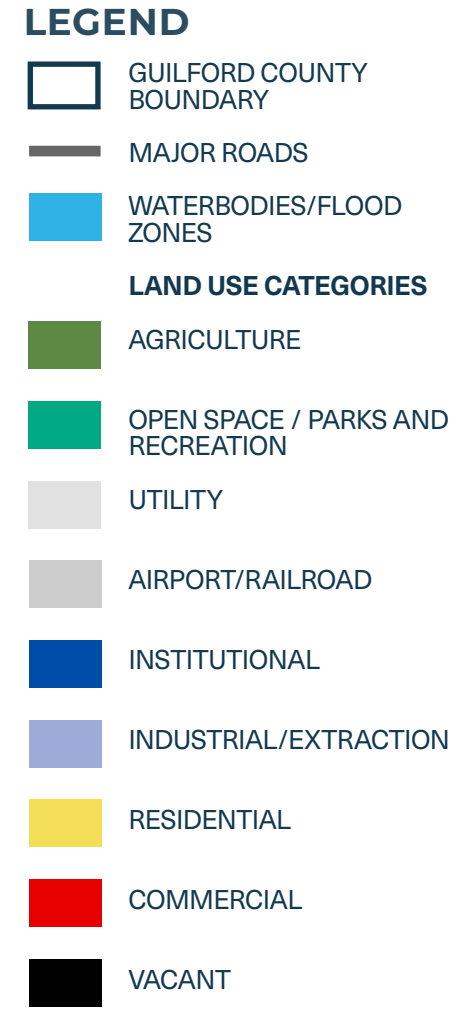 LEGEND
GUILFORD COUNTY
BOUNDARY
MAJOR ROADS
WATERBODIES/FLOOD
ZONES
LAND USE CATEGORIES
AGRICULTURE
OPEN SPACE / PARKS AND
RECREATION
UTILITY
AIRPORT/RAILROAD
INSTITUTIONAL
INDUSTRIAL/EXTRACTION
RESIDENTIAL
COMMERCIAL
VACANT